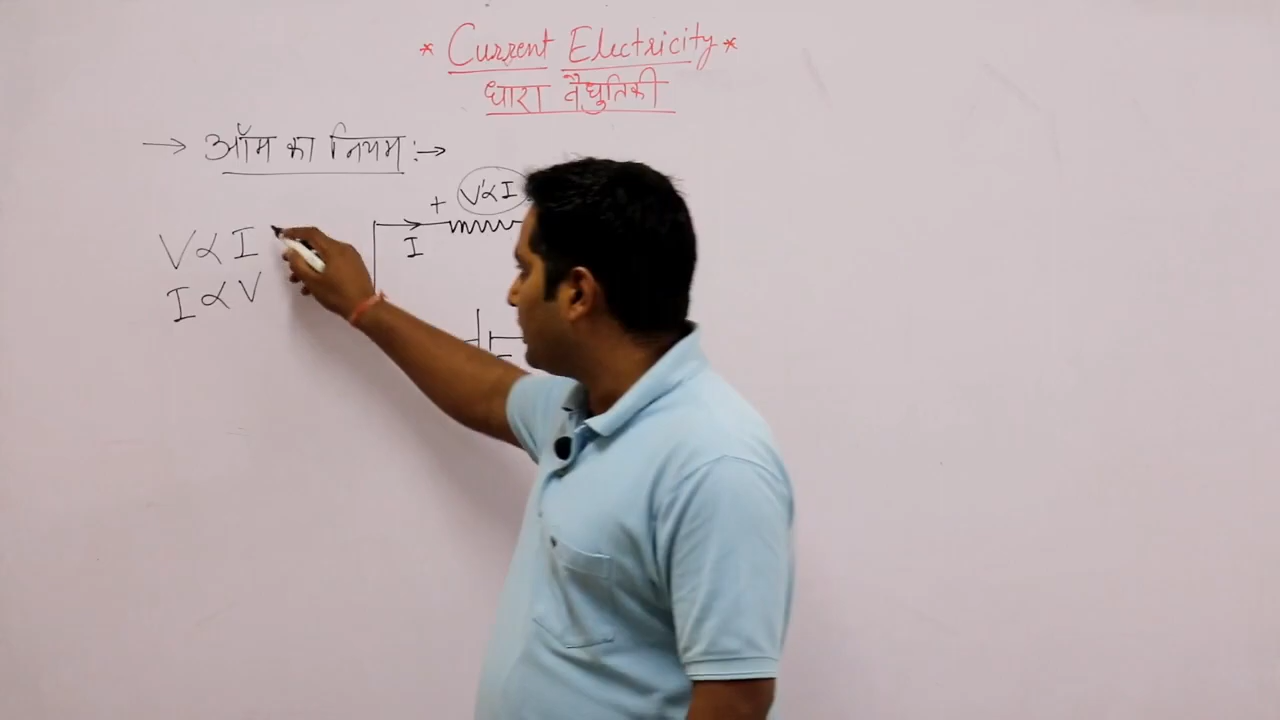 * Current Electricity *
धारा वैधुतिकी
→ ऑम का नियम :→
+ V∝I
V∝I
I
I∝V